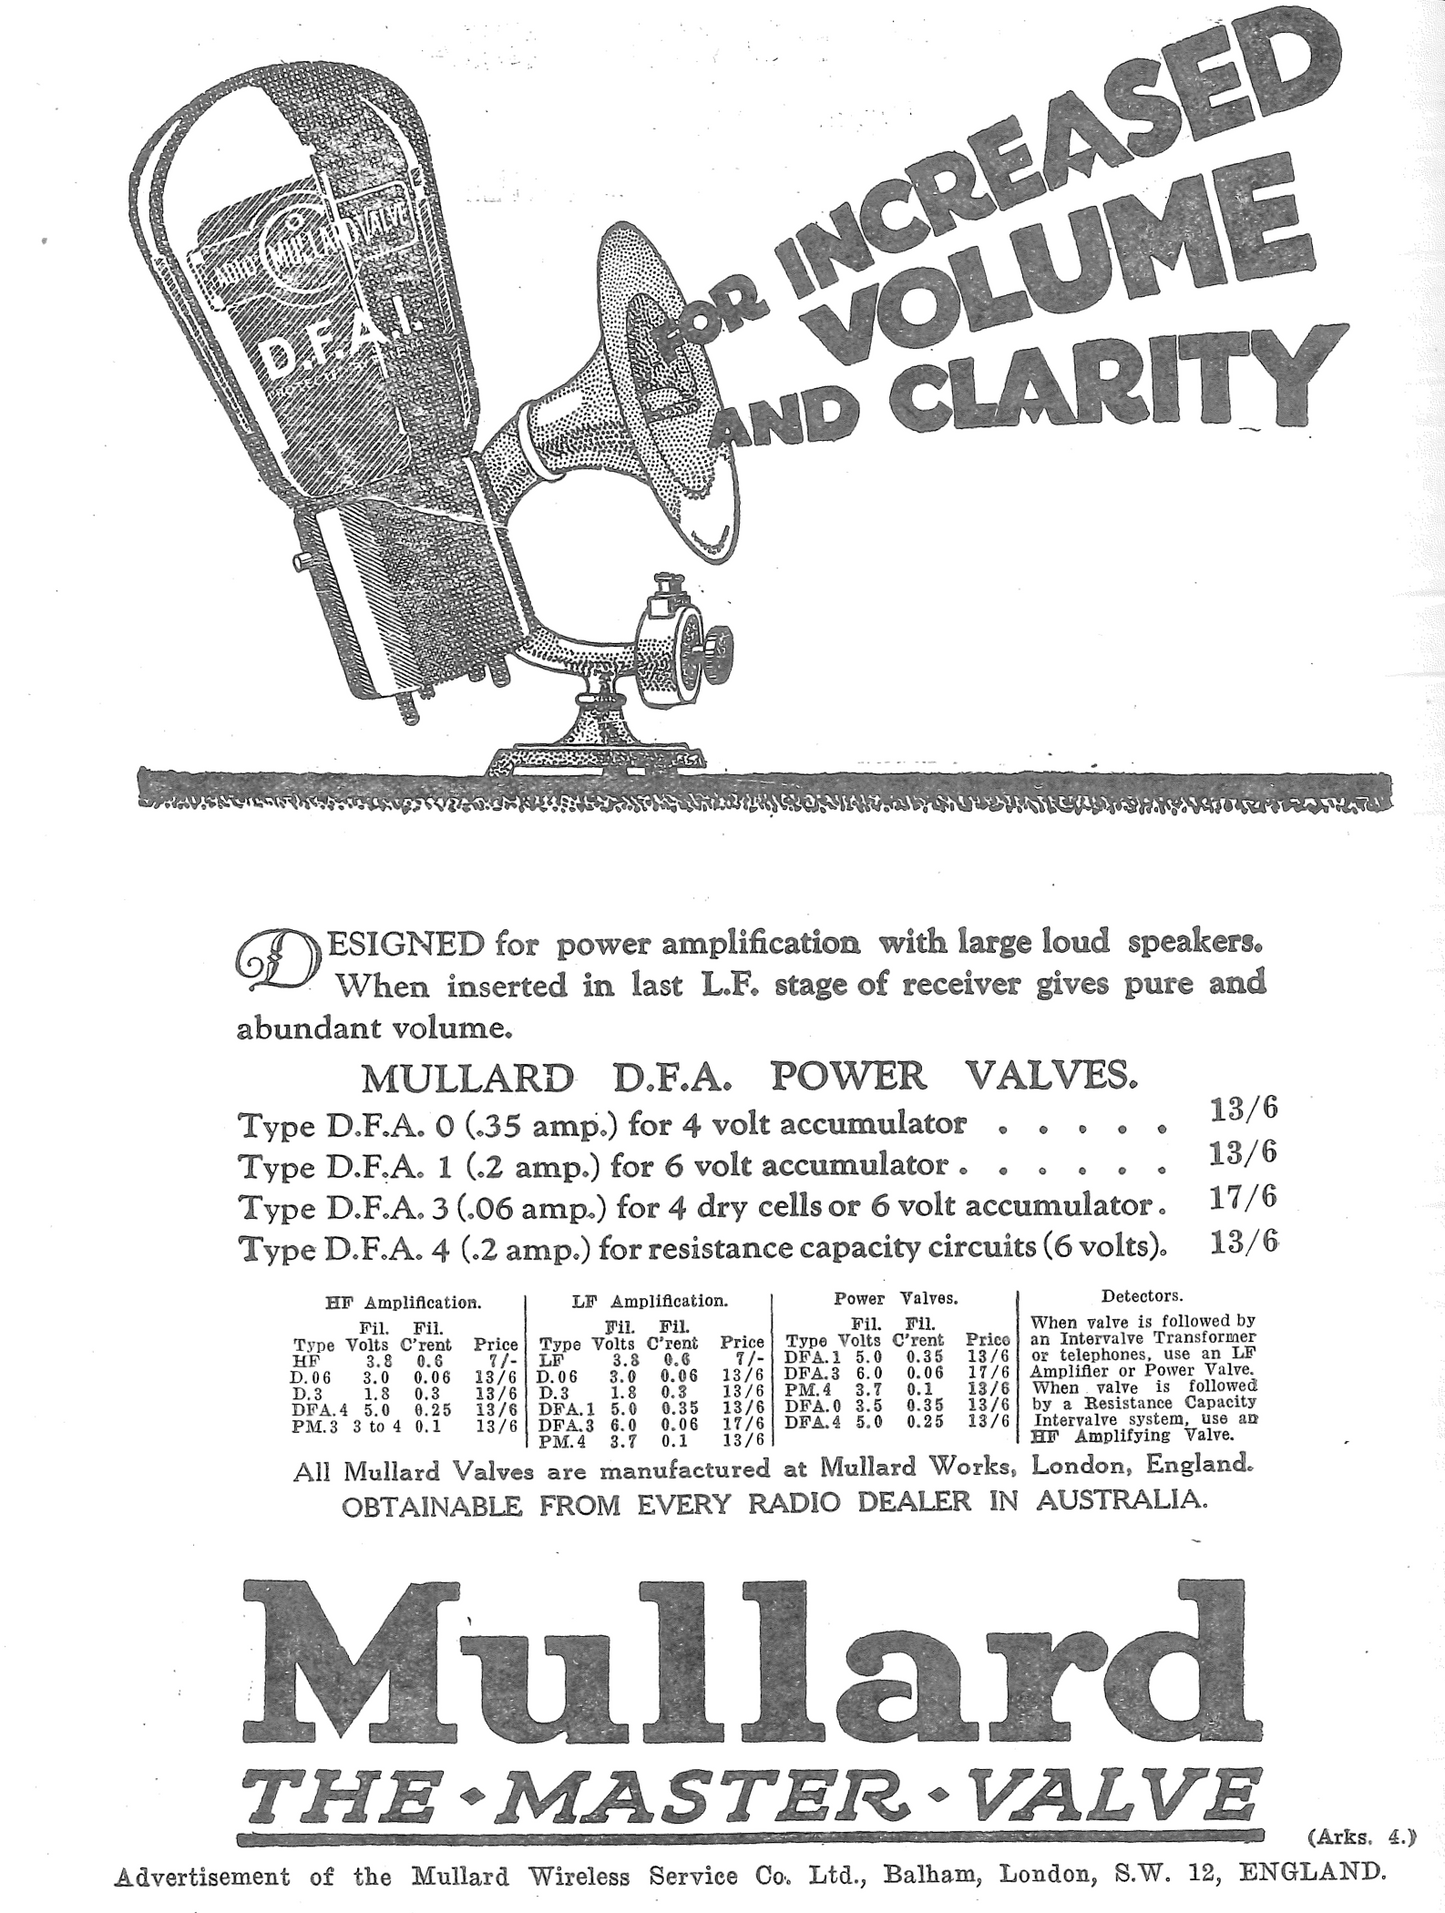 FOR INCREASED
VOLUME
AND CLARITY
RADIO MULLARD VALVE
D.F.A.1.
DESIGNED for power amplification with large loud speakers.
When inserted in last L.F. stage of receiver gives pure and
abundant volume.
MULLARD D.F.A. POWER VALVES.
Type D.F.A. 0 (.35 amp.) for 4 volt accumulator . . . . . 13/6
Type D.F.A. 1 (.2 amp.) for 6 volt accumulator . . . . . . 13/6
Type D.F.A. 3 (.06 amp.) for 4 dry cells or 6 volt accumulator . 17/6
Type D.F.A. 4 (.2 amp.) for resistance capacity circuits (6 volts). 13/6
HF Amplification.
Fil. Fil.
Type Volts C'rent Price
HF 3.8 0.6 7/-
D.06 3.0 0.06 13/6
D.3 1.8 0.3 13/6
DFA.4 5.0 0.25 13/6
PM.3 3 to 4 0.1 13/6
LF Amplification.
Fil. Fil.
Type Volts C'rent Price
LF 3.8 0.6 7/-
D.06 3.0 0.06 13/6
D.3 1.8 0.3 13/6
DFA.1 5.0 0.35 13/6
DFA.3 6.0 0.06 17/6
PM.4 3.7 0.1 13/6
Power Valves.
Fil. Fil.
Type Volts C'rent Price
DFA.1 5.0 0.35 13/6
DFA.3 6.0 0.06 17/6
PM.4 3.7 0.1 13/6
DFA.0 3.5 0.35 13/6
DFA.4 5.0 0.25 13/6
Detectors.
When valve is followed by
an Intervalve Transformer
or telephones, use an LF
Amplifier or Power Valve.
When valve is followed
by a Resistance Capacity
Intervalve system, use an
HF Amplifying Valve.
All Mullard Valves are manufactured at Mullard Works, London, England.
OBTAINABLE FROM EVERY RADIO DEALER IN AUSTRALIA.
Mullard
THE · MASTER · VALVE
(Arks. 4.)
Advertisement of the Mullard Wireless Service Co. Ltd., Balham, London, S.W. 12, ENGLAND.